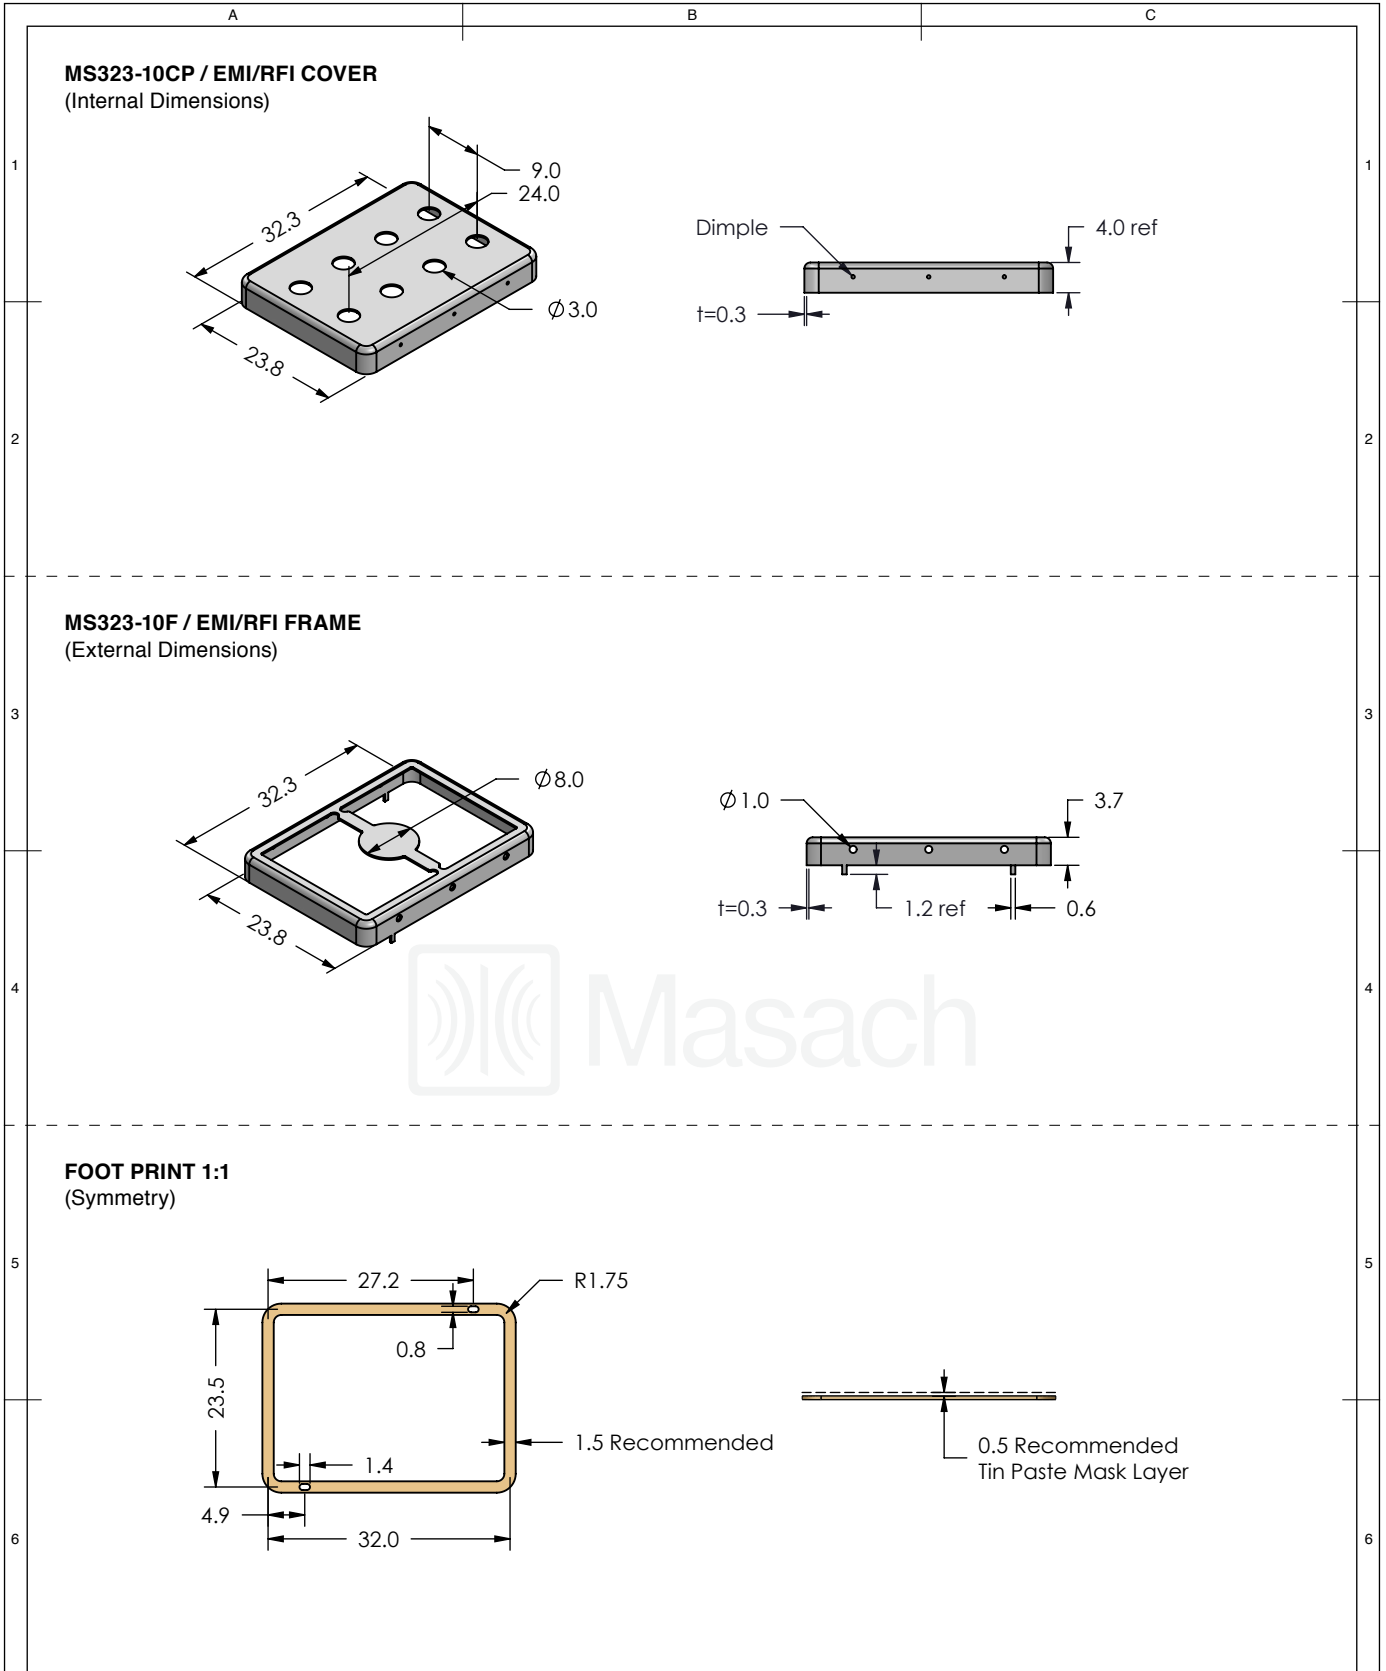 A
B
C
MS323-10CP / EMI/RFI COVER
(Internal Dimensions)
1
1
9.0
24.0
32.3
Dimple
4.0 ref
Ø3.0
t=0.3
23.8
2
2
MS323-10F / EMI/RFI FRAME
(External Dimensions)
3
3
32.3
Ø8.0
Ø1.0
3.7
t=0.3
1.2 ref
0.6
23.8
Masach
4
4
FOOT PRINT 1:1
(Symmetry)
5
5
27.2
R1.75
0.8
23.5
1.5 Recommended
0.5 Recommended
Tin Paste Mask Layer
1.4
4.9
32.0
6
6